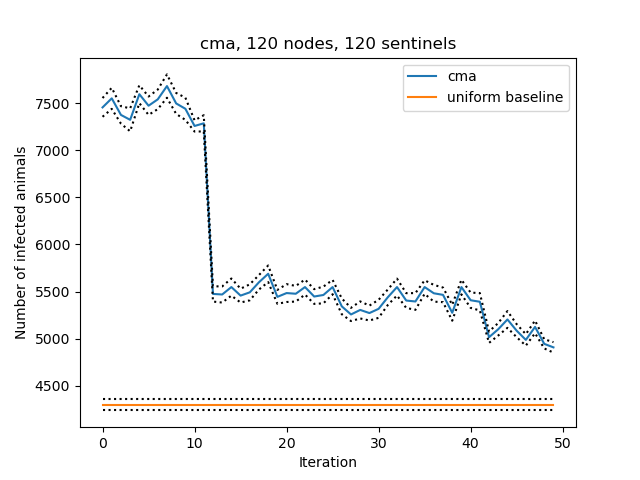 cma, 120 nodes, 120 sentinels
cma
uniform baseline
Number of infected animals
7500
7000
6500
6000
5500
5000
4500
0 10 20 30 40 50
Iteration